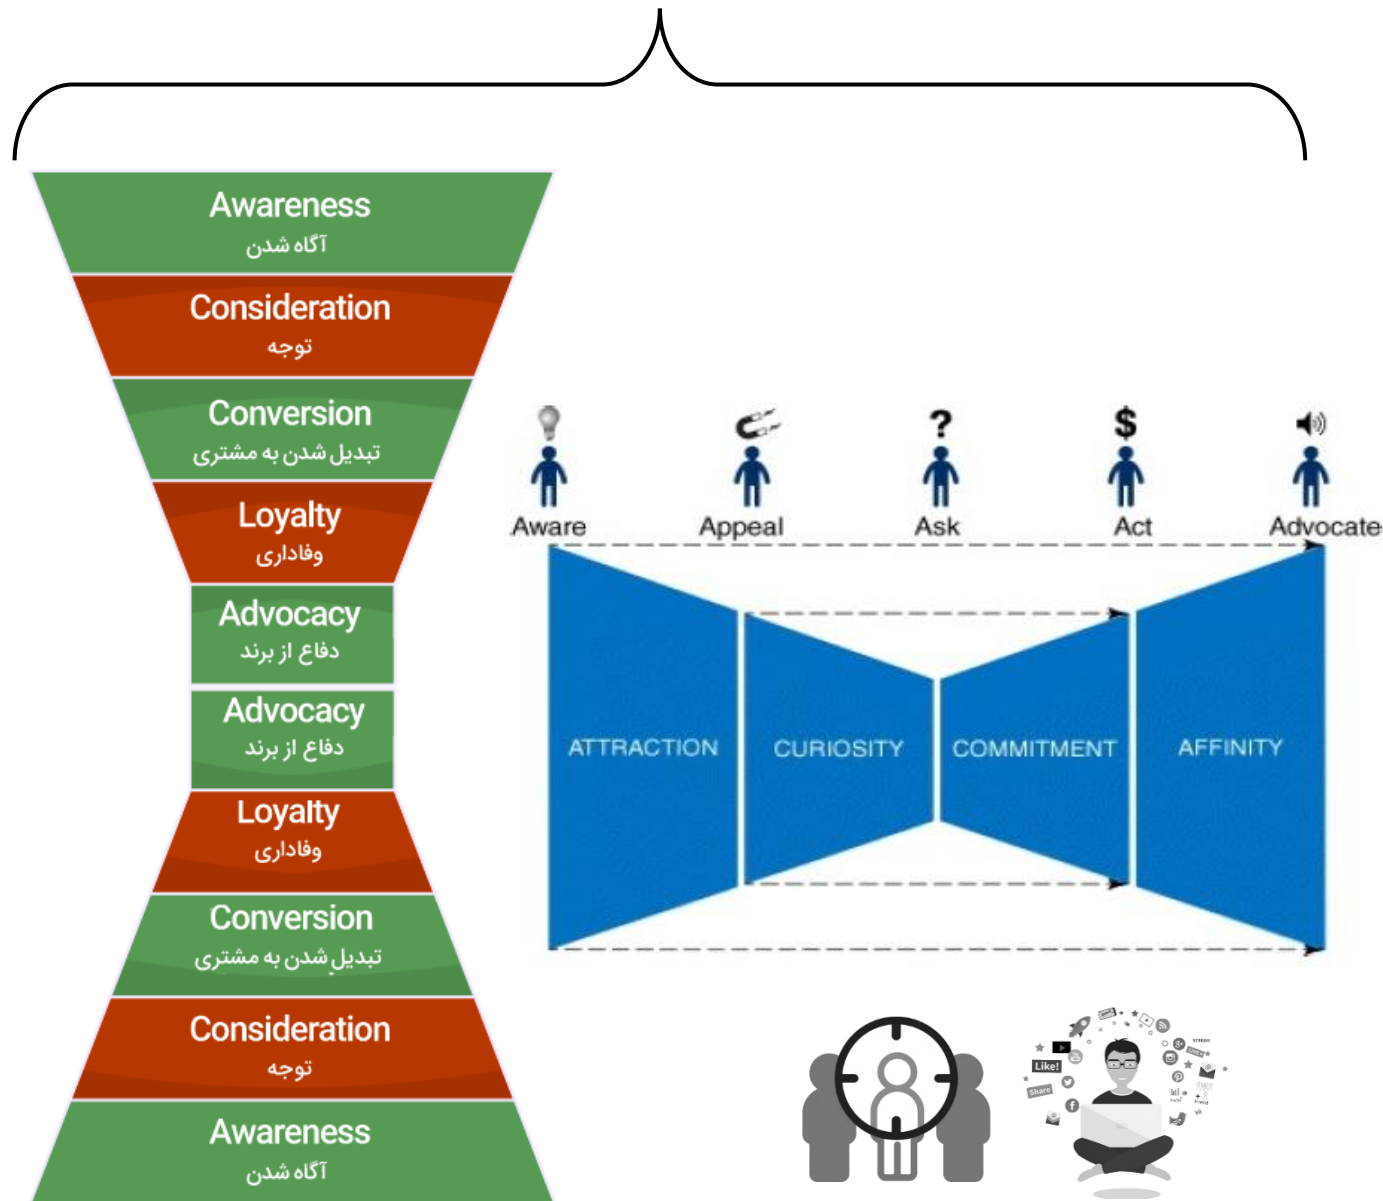 Awareness
آگاه شدن
Consideration
توجه
Conversion
تبدیل شدن به مشتری
Loyalty
وفاداری
Advocacy
دفاع از برند
Advocacy
دفاع از برند
Loyalty
وفاداری
Conversion
تبدیل شدن به مشتری
Consideration
توجه
Awareness
آگاه شدن
?
$
Aware
Appeal
Ask
Act
Advocate
ATTRACTION
CURIOSITY
COMMITMENT
AFFINITY
Like!
Share
STREAM